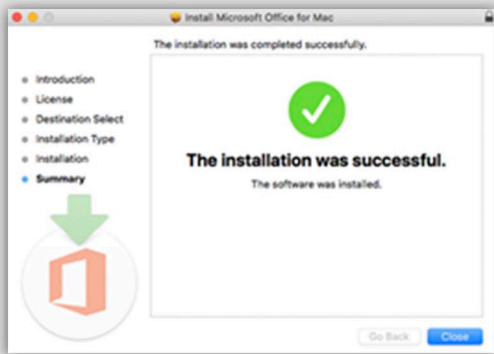 Install Microsoft Office for Mac
The installation was completed successfully.
Introduction
License
Destination Select
Installation Type
Installation
Summary
The installation was successful.
The software was installed.
Go Back
Close